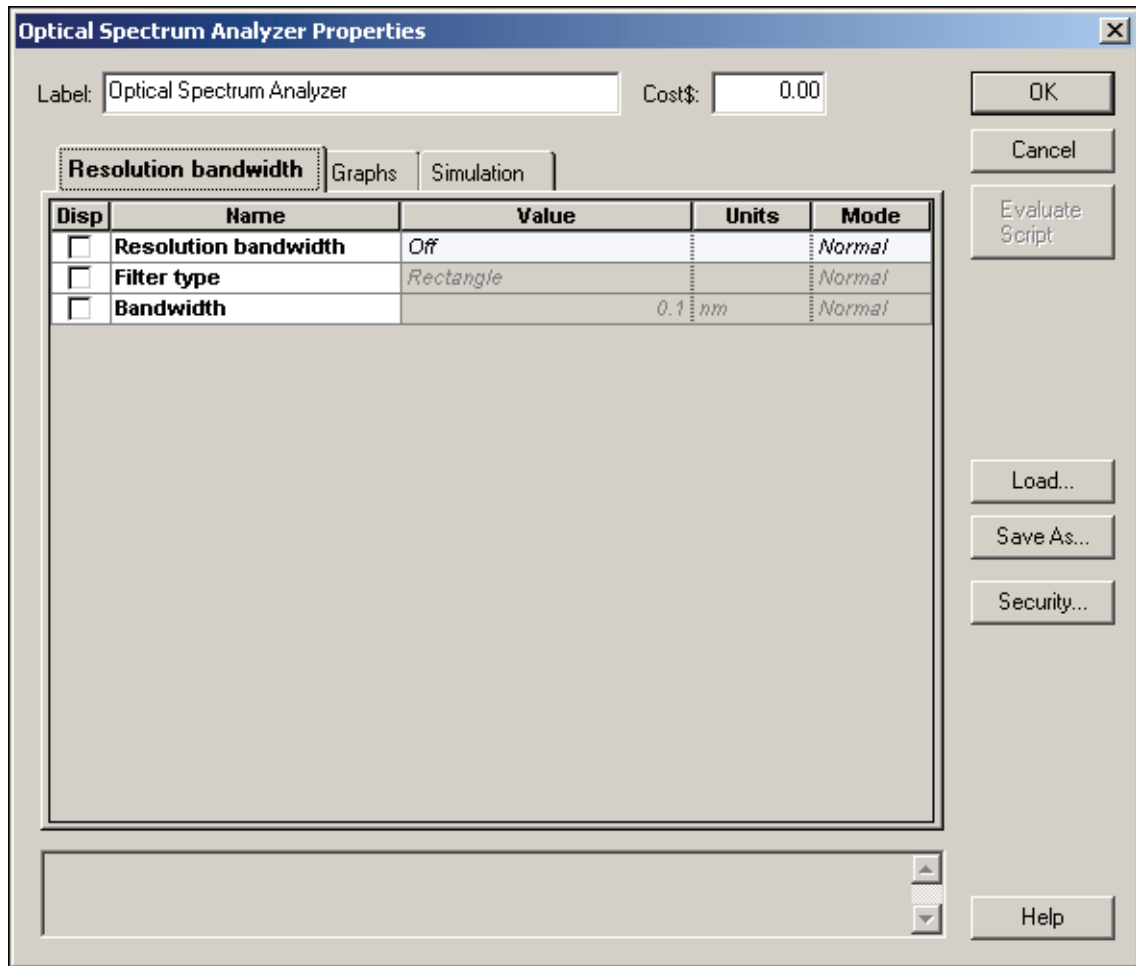 Optical Spectrum Analyzer Properties
Label: Optical Spectrum Analyzer Cost$: 0.00
OK
Cancel
Evaluate
Script
Resolution bandwidth Graphs Simulation
Disp Name Value Units Mode
Resolution bandwidth Off Normal
Filter type Rectangle Normal
Bandwidth 0.1 nm Normal
Load...
Save As...
Security...
Help